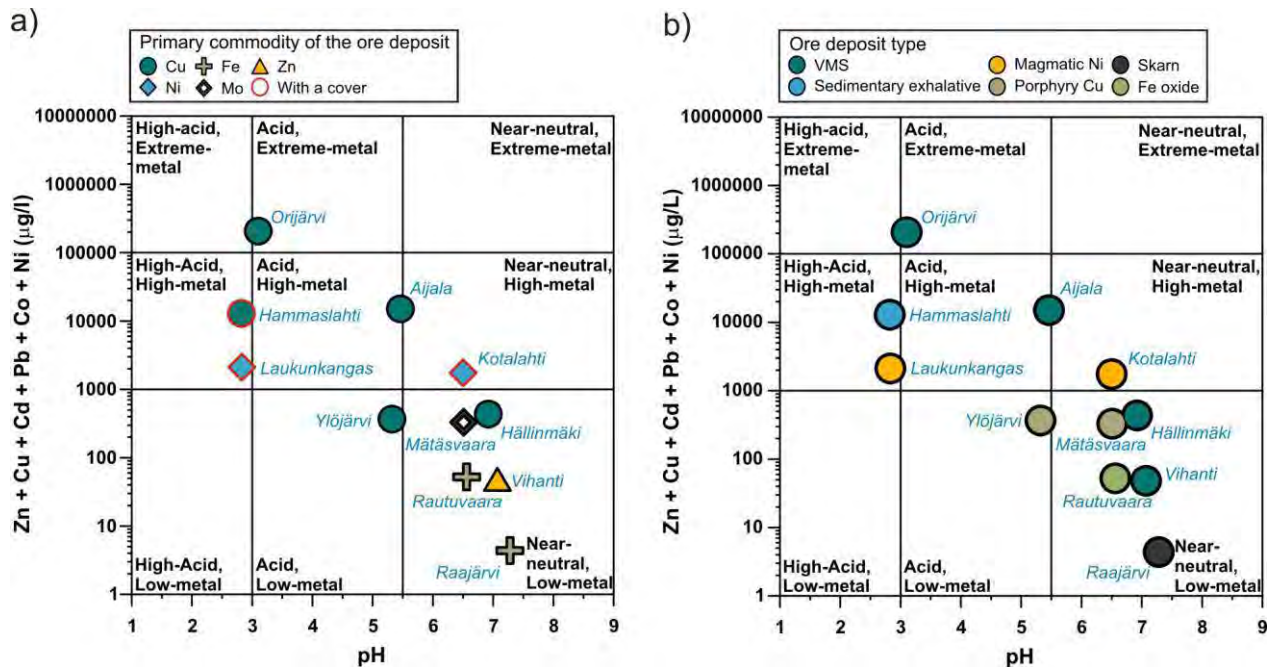 a)
Primary commodity of the ore deposit
Cu Fe Zn
Ni Mo With a cover
Zn + Cu + Cd + Pb + Co + Ni (µg/l)
10000000
1000000
100000
10000
1000
100
10
1
High-acid,
Extreme-
metal
Acid,
Extreme-metal
Near-neutral,
Extreme-metal
Orijärvi
High-Acid,
High-metal
Acid,
High-metal
Near-neutral,
High-metal
Aijala
Hammaslahti
Laukunkangas
Kotalahti
Ylöjärvi
Mätäsvaara
Hällinmäki
Vihanti
Rautuvaara
Raajärvi
High-Acid,
Low-metal
Acid,
Low-metal
Near-
neutral,
Low-metal
1 2 3 4 5 6 7 8 9
pH
b)
Ore deposit type
VMS Magmatic Ni Skarn
Sedimentary exhalative Porphyry Cu Fe oxide
Zn + Cu + Cd + Pb + Co + Ni (µg/L)
10000000
1000000
100000
10000
1000
100
10
1
High-acid,
Extreme-
metal
Acid,
Extreme-metal
Near-neutral,
Extreme-metal
Orijärvi
High-Acid,
High-metal
Acid,
High-metal
Near-neutral,
High-metal
Aijala
Hammaslahti
Laukunkangas
Kotalahti
Ylöjärvi
Mätäsvaara
Hällinmäki
Vihanti
Rautuvaara
Raajärvi
High-Acid,
Low-metal
Acid,
Low-metal
Near-
neutral,
Low-metal
1 2 3 4 5 6 7 8 9
pH